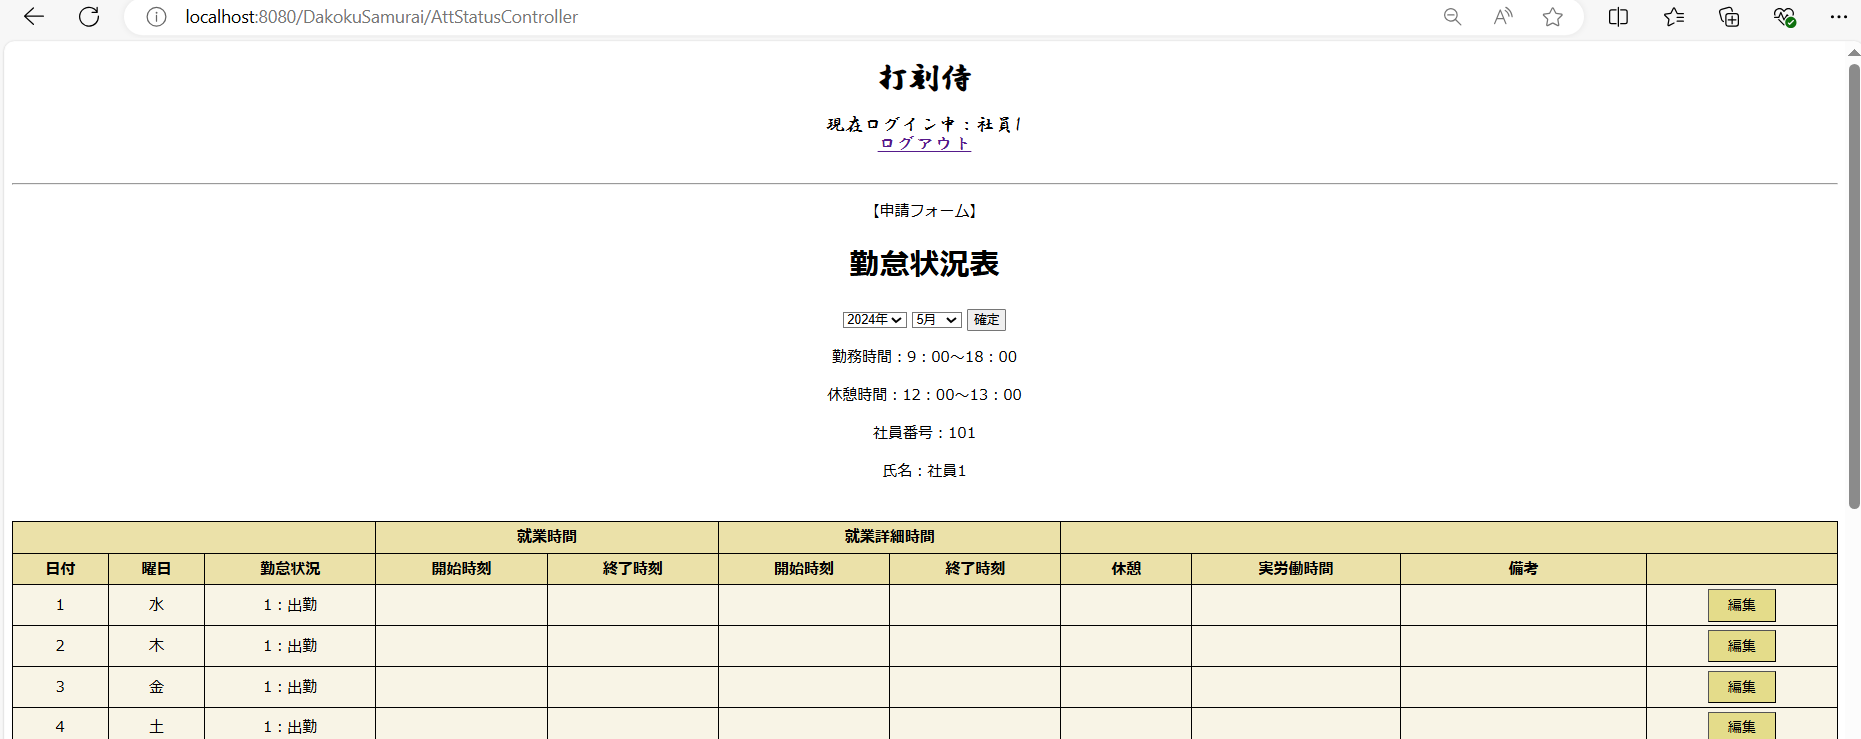 localhost:8080/DakokuSamurai/AttStatusController
打刻侍
現在ログイン中：社員1
ログアウト
【申請フォーム】
勤怠状況表
2024年 5月 確定
勤務時間：9：00～18：00
休憩時間：12：00～13：00
社員番号：101
氏名：社員1
就業時間 就業詳細時間
日付 曜日 勤怠状況 開始時刻 終了時刻 開始時刻 終了時刻 休憩 実労働時間 備考
1 水 1：出勤 編集
2 木 1：出勤 編集
3 金 1：出勤 編集
4 土 1：出勤 編集